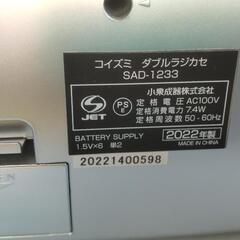 コイズミ ダブルラジカセ
SAD-1233
小泉成器株式会社
定格電圧 AC100V
定格消費電力 7.4W
定格周波数 50-60Hz
JET
PS
E
BATTERY SUPPLY
1.5V×6 単2
2022年製
MADE IN CHINA
20221400598
EN